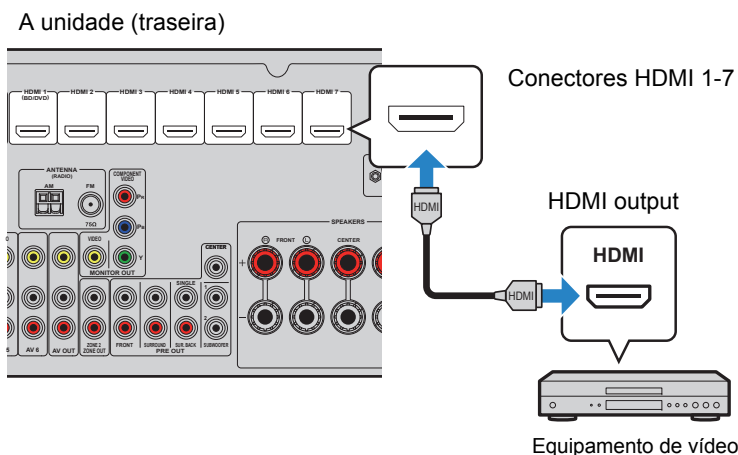 A unidade (traseira)
HDMI 1 HDMI 2 HDMI 3 HDMI 4 HDMI 5 HDMI 6 HDMI 7
(BD/DVD)
Conectores HDMI 1-7
ANTENNA
(RADIO)
AM FM
75Ω
COMPONENT
VIDEO
PR
PB
Y
VIDEO
MONITOR OUT
CENTER
SINGLE
1
2
5 AV 6 AV OUT
ZONE 2
ZONE OUT
FRONT SURROUND SUR. BACK SUBWOOFER
PRE OUT
SPEAKERS
R FRONT L CENTER
+
–
HDMI
HDMI
HDMI output
HDMI
Equipamento de vídeo